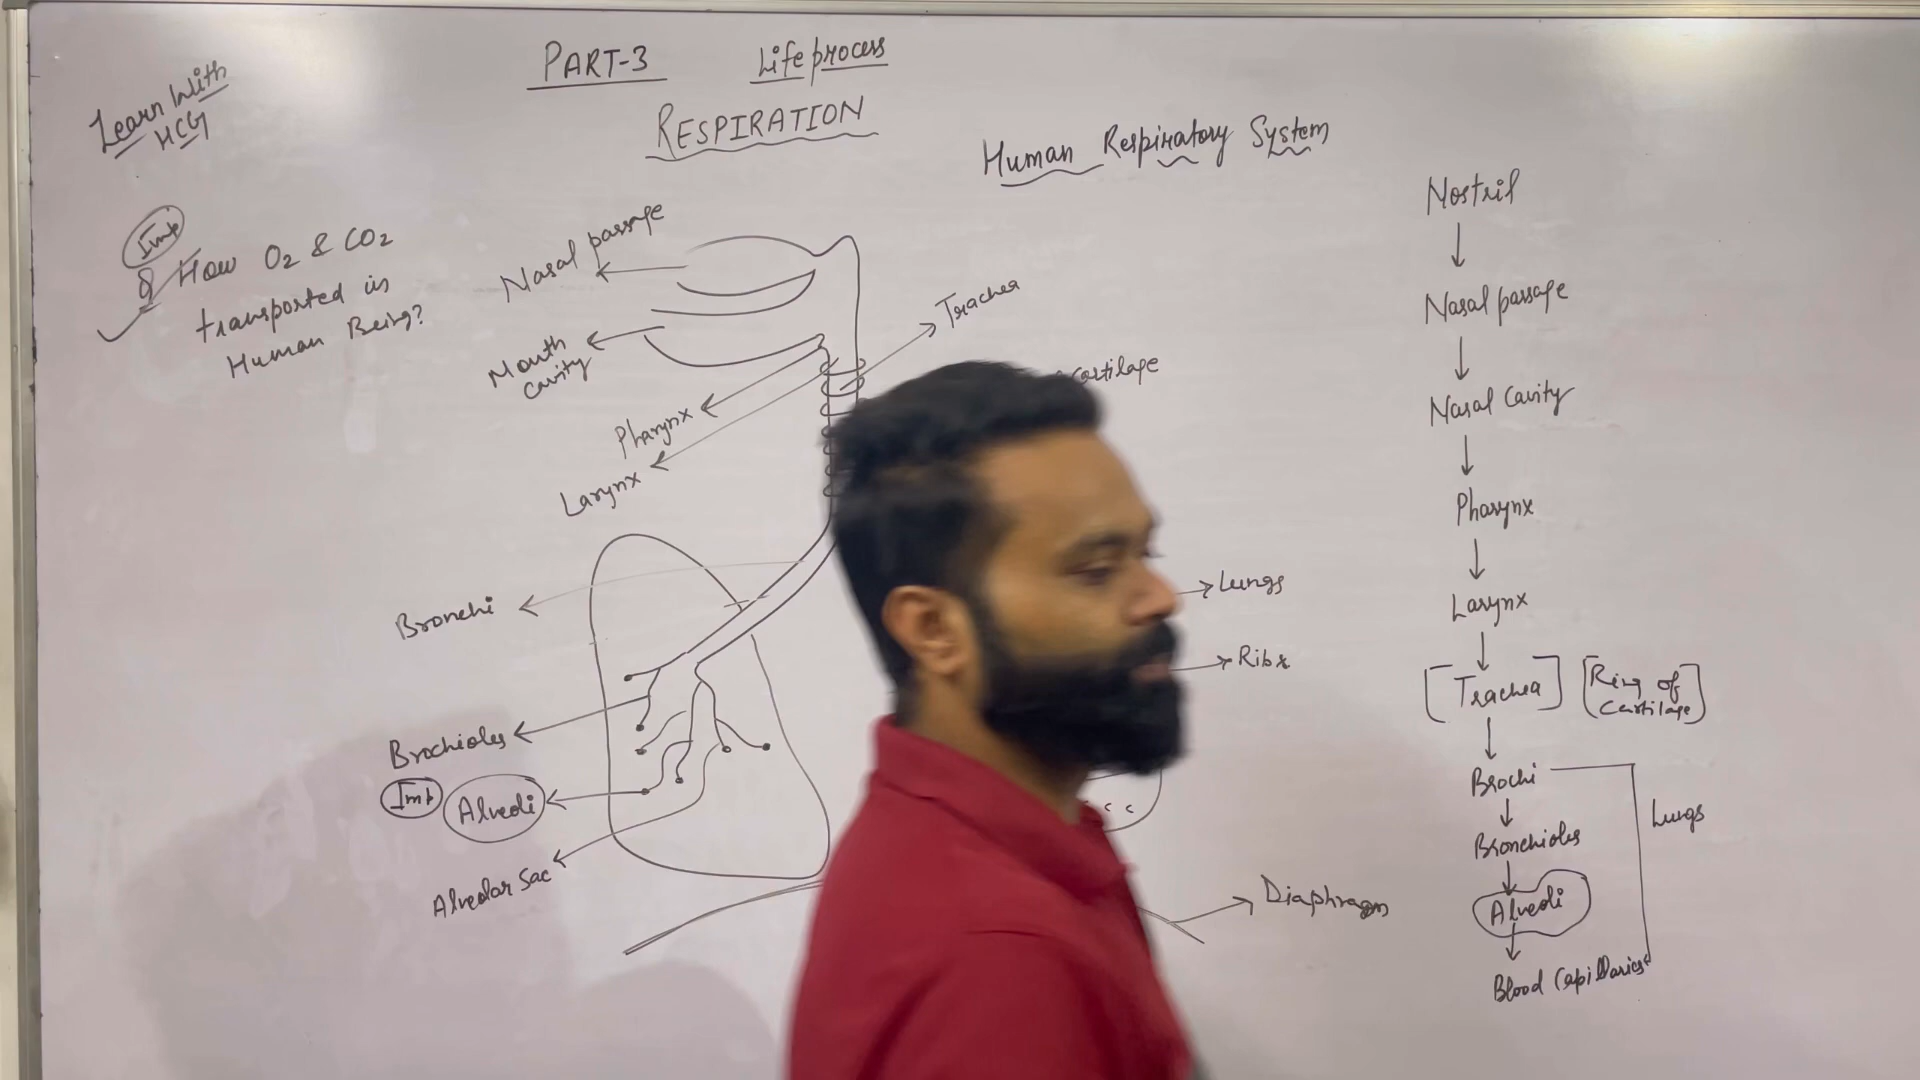 PART-3 Life process
RESPIRATION
Learn With
HCG
Human Respiratory System
Imp
Q How O2 & CO2
transported in
Human Being?
Nasal passage
Mouth
cavity
Pharynx
Larynx
Trachea
Cartilage
Bronchi
Brochioles
Imp Alveoli
Alveolar Sac
Lungs
Ribs
Diaphragm
Nostril
↓
Nasal passage
↓
Nasal Cavity
↓
Pharynx
↓
Larynx
↓
[Trachea] [Ring of
Cartilage]
↓
Brochi
↓
Bronchioles
↓
Alveoli
↓
Blood Capillaries
Lungs